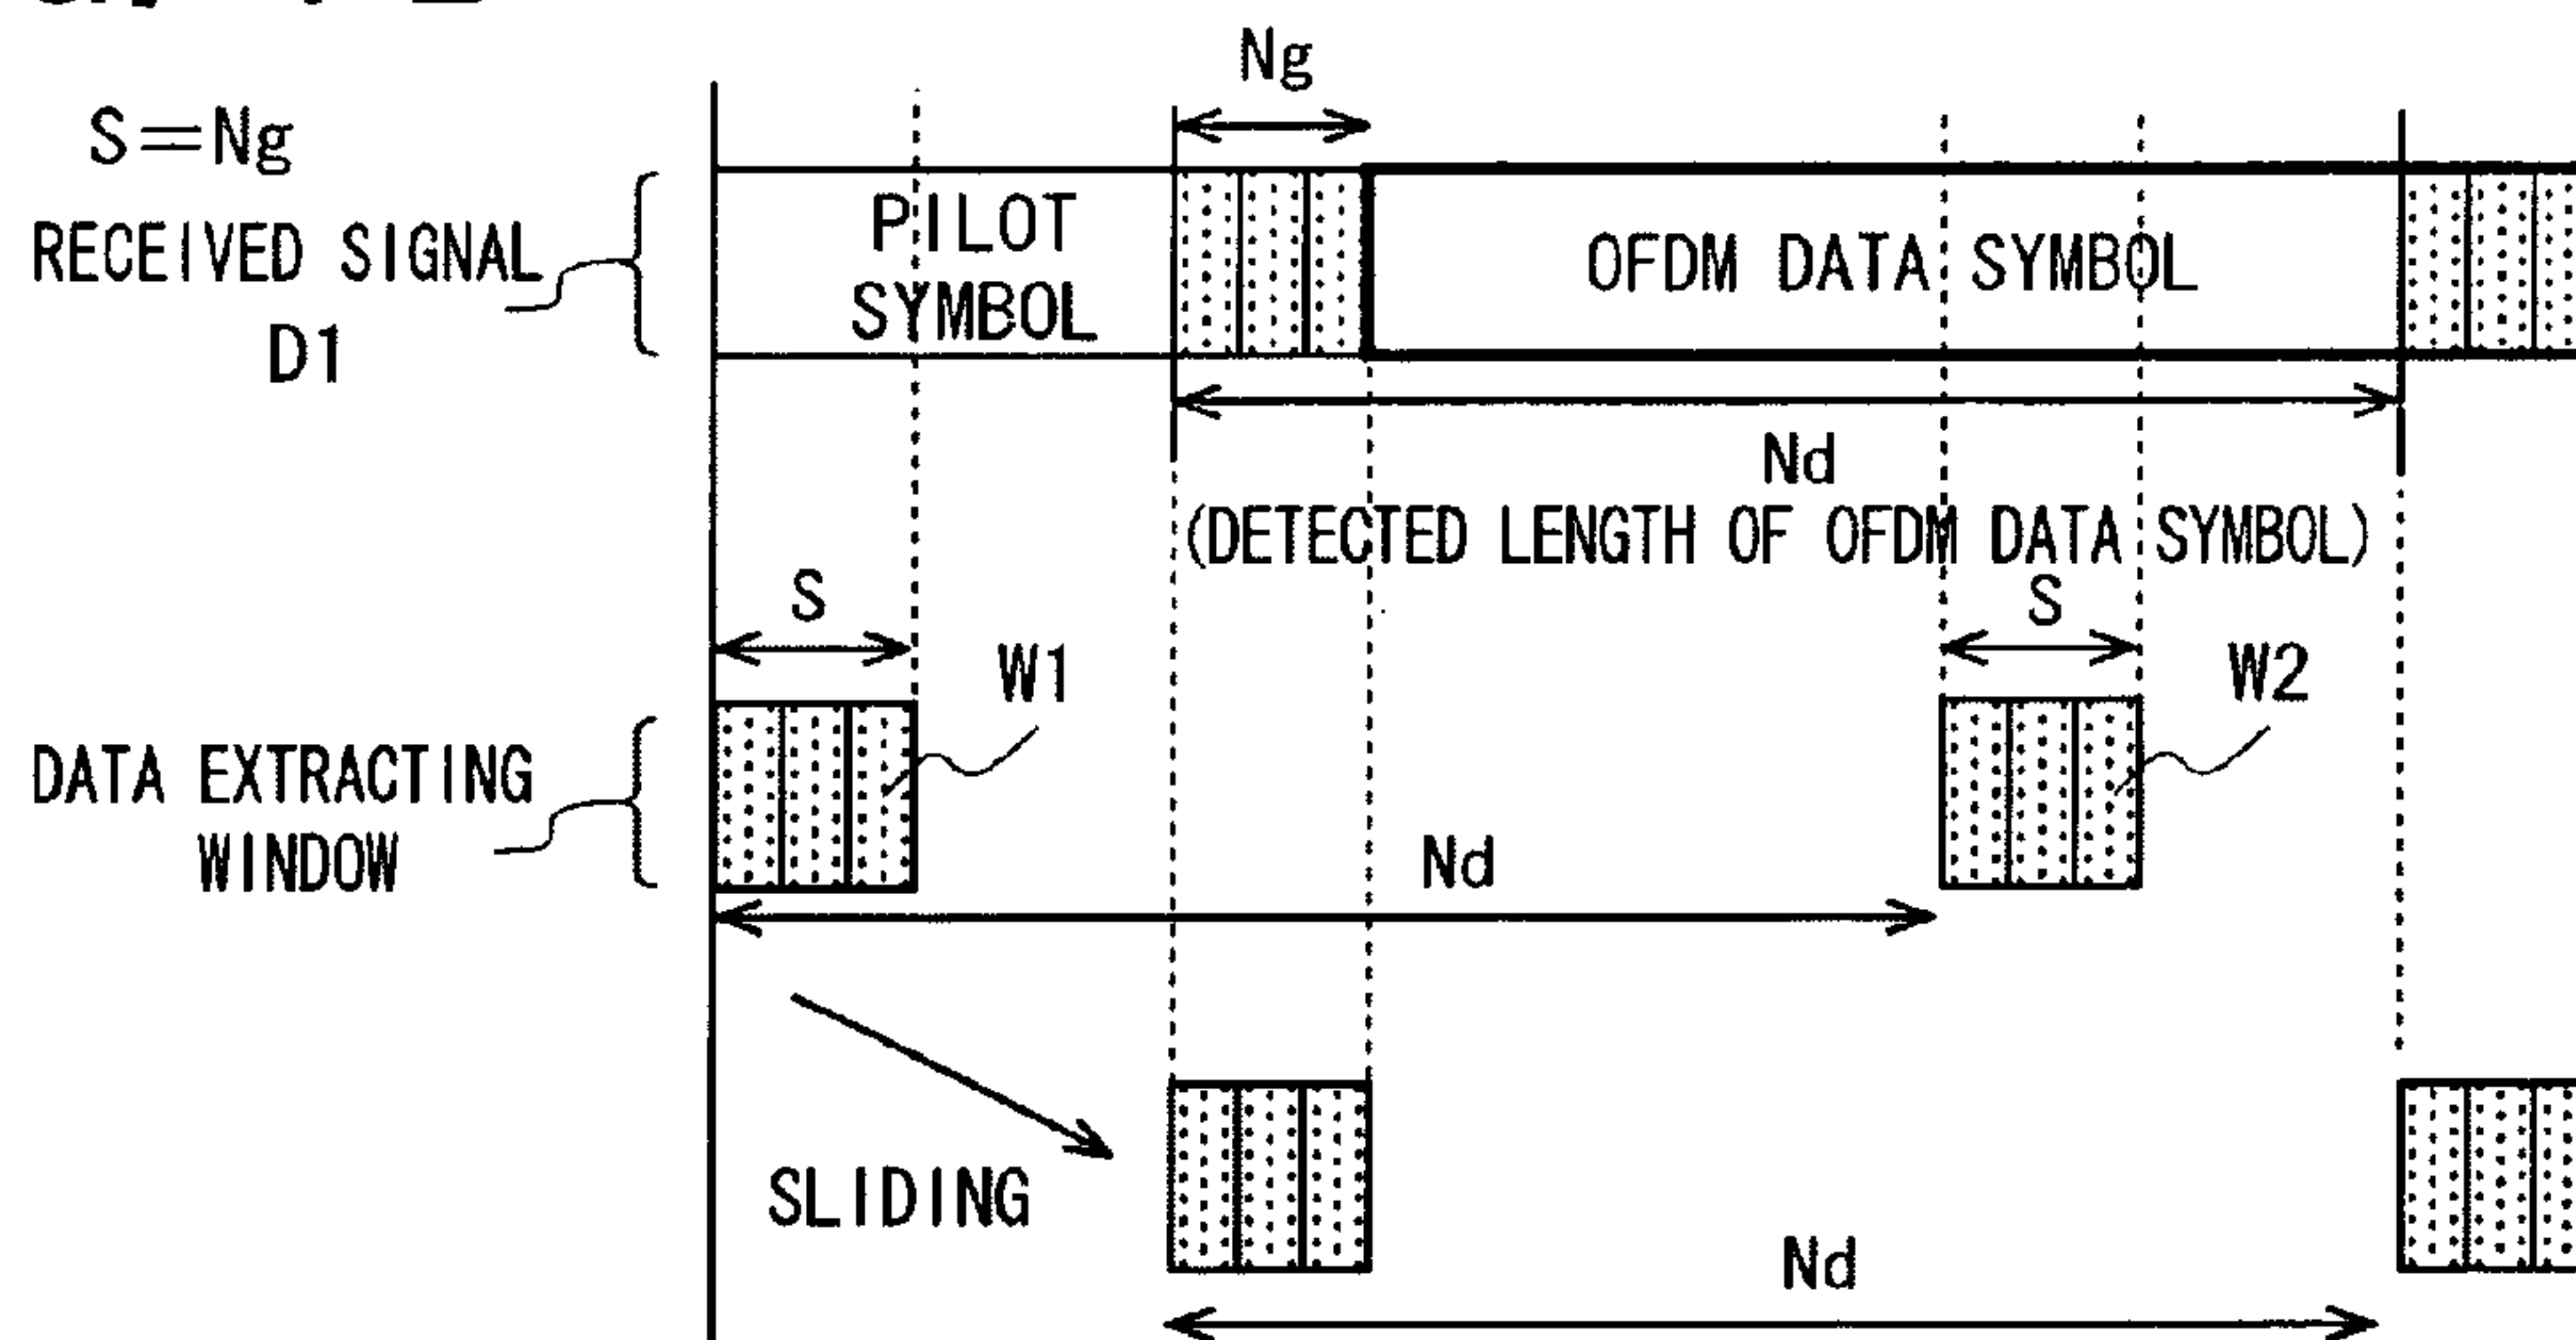 Ng
S=Ng
RECEIVED SIGNAL
D1
PILOT
SYMBOL
OFDM DATA SYMBOL
Nd
(DETECTED LENGTH OF OFDM DATA SYMBOL)
S
S
W1
W2
DATA EXTRACTING
WINDOW
Nd
SLIDING
Nd